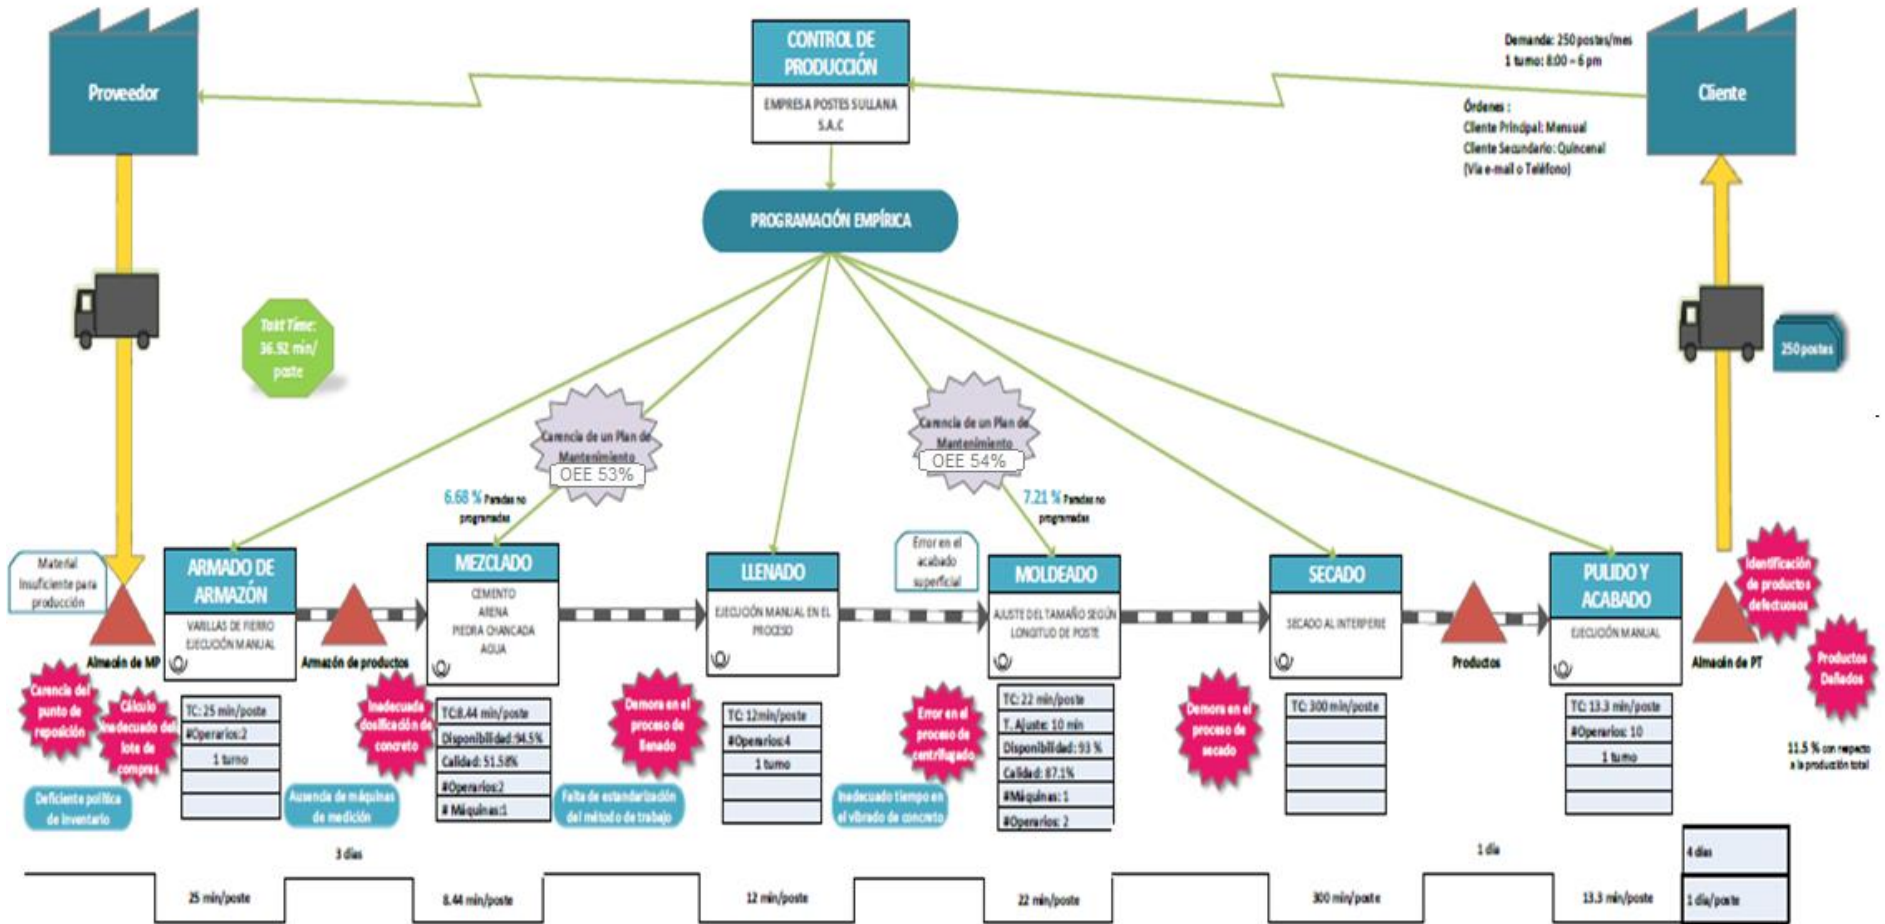 Proveedor
CONTROL DE
PRODUCCIÓN
EMPRESA POSTES SULLANA
S.A.C
Demanda: 250 postes/mes
1 turno: 8:00 – 6 pm
Órdenes :
Cliente Principal: Mensual
Cliente Secundario: Quincenal
(Vía e-mail o Teléfono)
Cliente
PROGRAMACIÓN EMPÍRICA
Takt Time:
36.92 min/
poste
250 postes
Carencia de un Plan de
Mantenimiento
OEE 53%
Carencia de un Plan de
Mantenimiento
OEE 54%
6.68 % Paradas no
programadas
7.21 % Paradas no
programadas
Material
Insuficiente para
producción
Almacén de MP
ARMADO DE
ARMAZÓN
VARILLAS DE FIERRO
EJECUCIÓN MANUAL
Armazón de productos
MEZCLADO
CEMENTO
ARENA
PIEDRA CHANCADA
AGUA
LLENADO
EJECUCIÓN MANUAL EN EL
PROCESO
Error en el
acabado
superficial
MOLDEADO
AJUSTE DEL TAMAÑO SEGÚN
LONGITUD DE POSTE
SECADO
SECADO AL INTERPERIE
Productos
PULIDO Y
ACABADO
EJECUCIÓN MANUAL
Almacén de PT
Identificación
de productos
defectuosos
Productos
Dañados
11.5 % con respecto
a la producción total
Carencia del
punto de
reposición
Cálculo
inadecuado del
lote de
compras
Deficiente política
de inventario
TC: 25 min/poste
#Operarios:2
1 turno
Inadecuada
dosificación de
concreto
Ausencia de máquinas
de medición
TC:8.44 min/poste
Disponibilidad:94.5%
Calidad: 51.58%
#Operarios:2
# Máquinas:1
Demora en el
proceso de
llenado
Falta de estandarización
del método de trabajo
TC: 12min/poste
#Operarios:4
1 turno
Error en el
proceso de
centrifugado
Inadecuado tiempo en
el vibrado de concreto
TC: 22 min/poste
T. Ajuste: 10 min
Disponibilidad: 93 %
Calidad: 87.1%
#Máquinas: 1
#Operarios: 2
Demora en el
proceso de
secado
TC: 300 min/poste
TC: 13.3 min/poste
#Operarios: 10
1 turno
3 días
1 día
4 días
25 min/poste
8.44 min/poste
12 min/poste
22 min/poste
300 min/poste
13.3 min/poste
1 día/poste